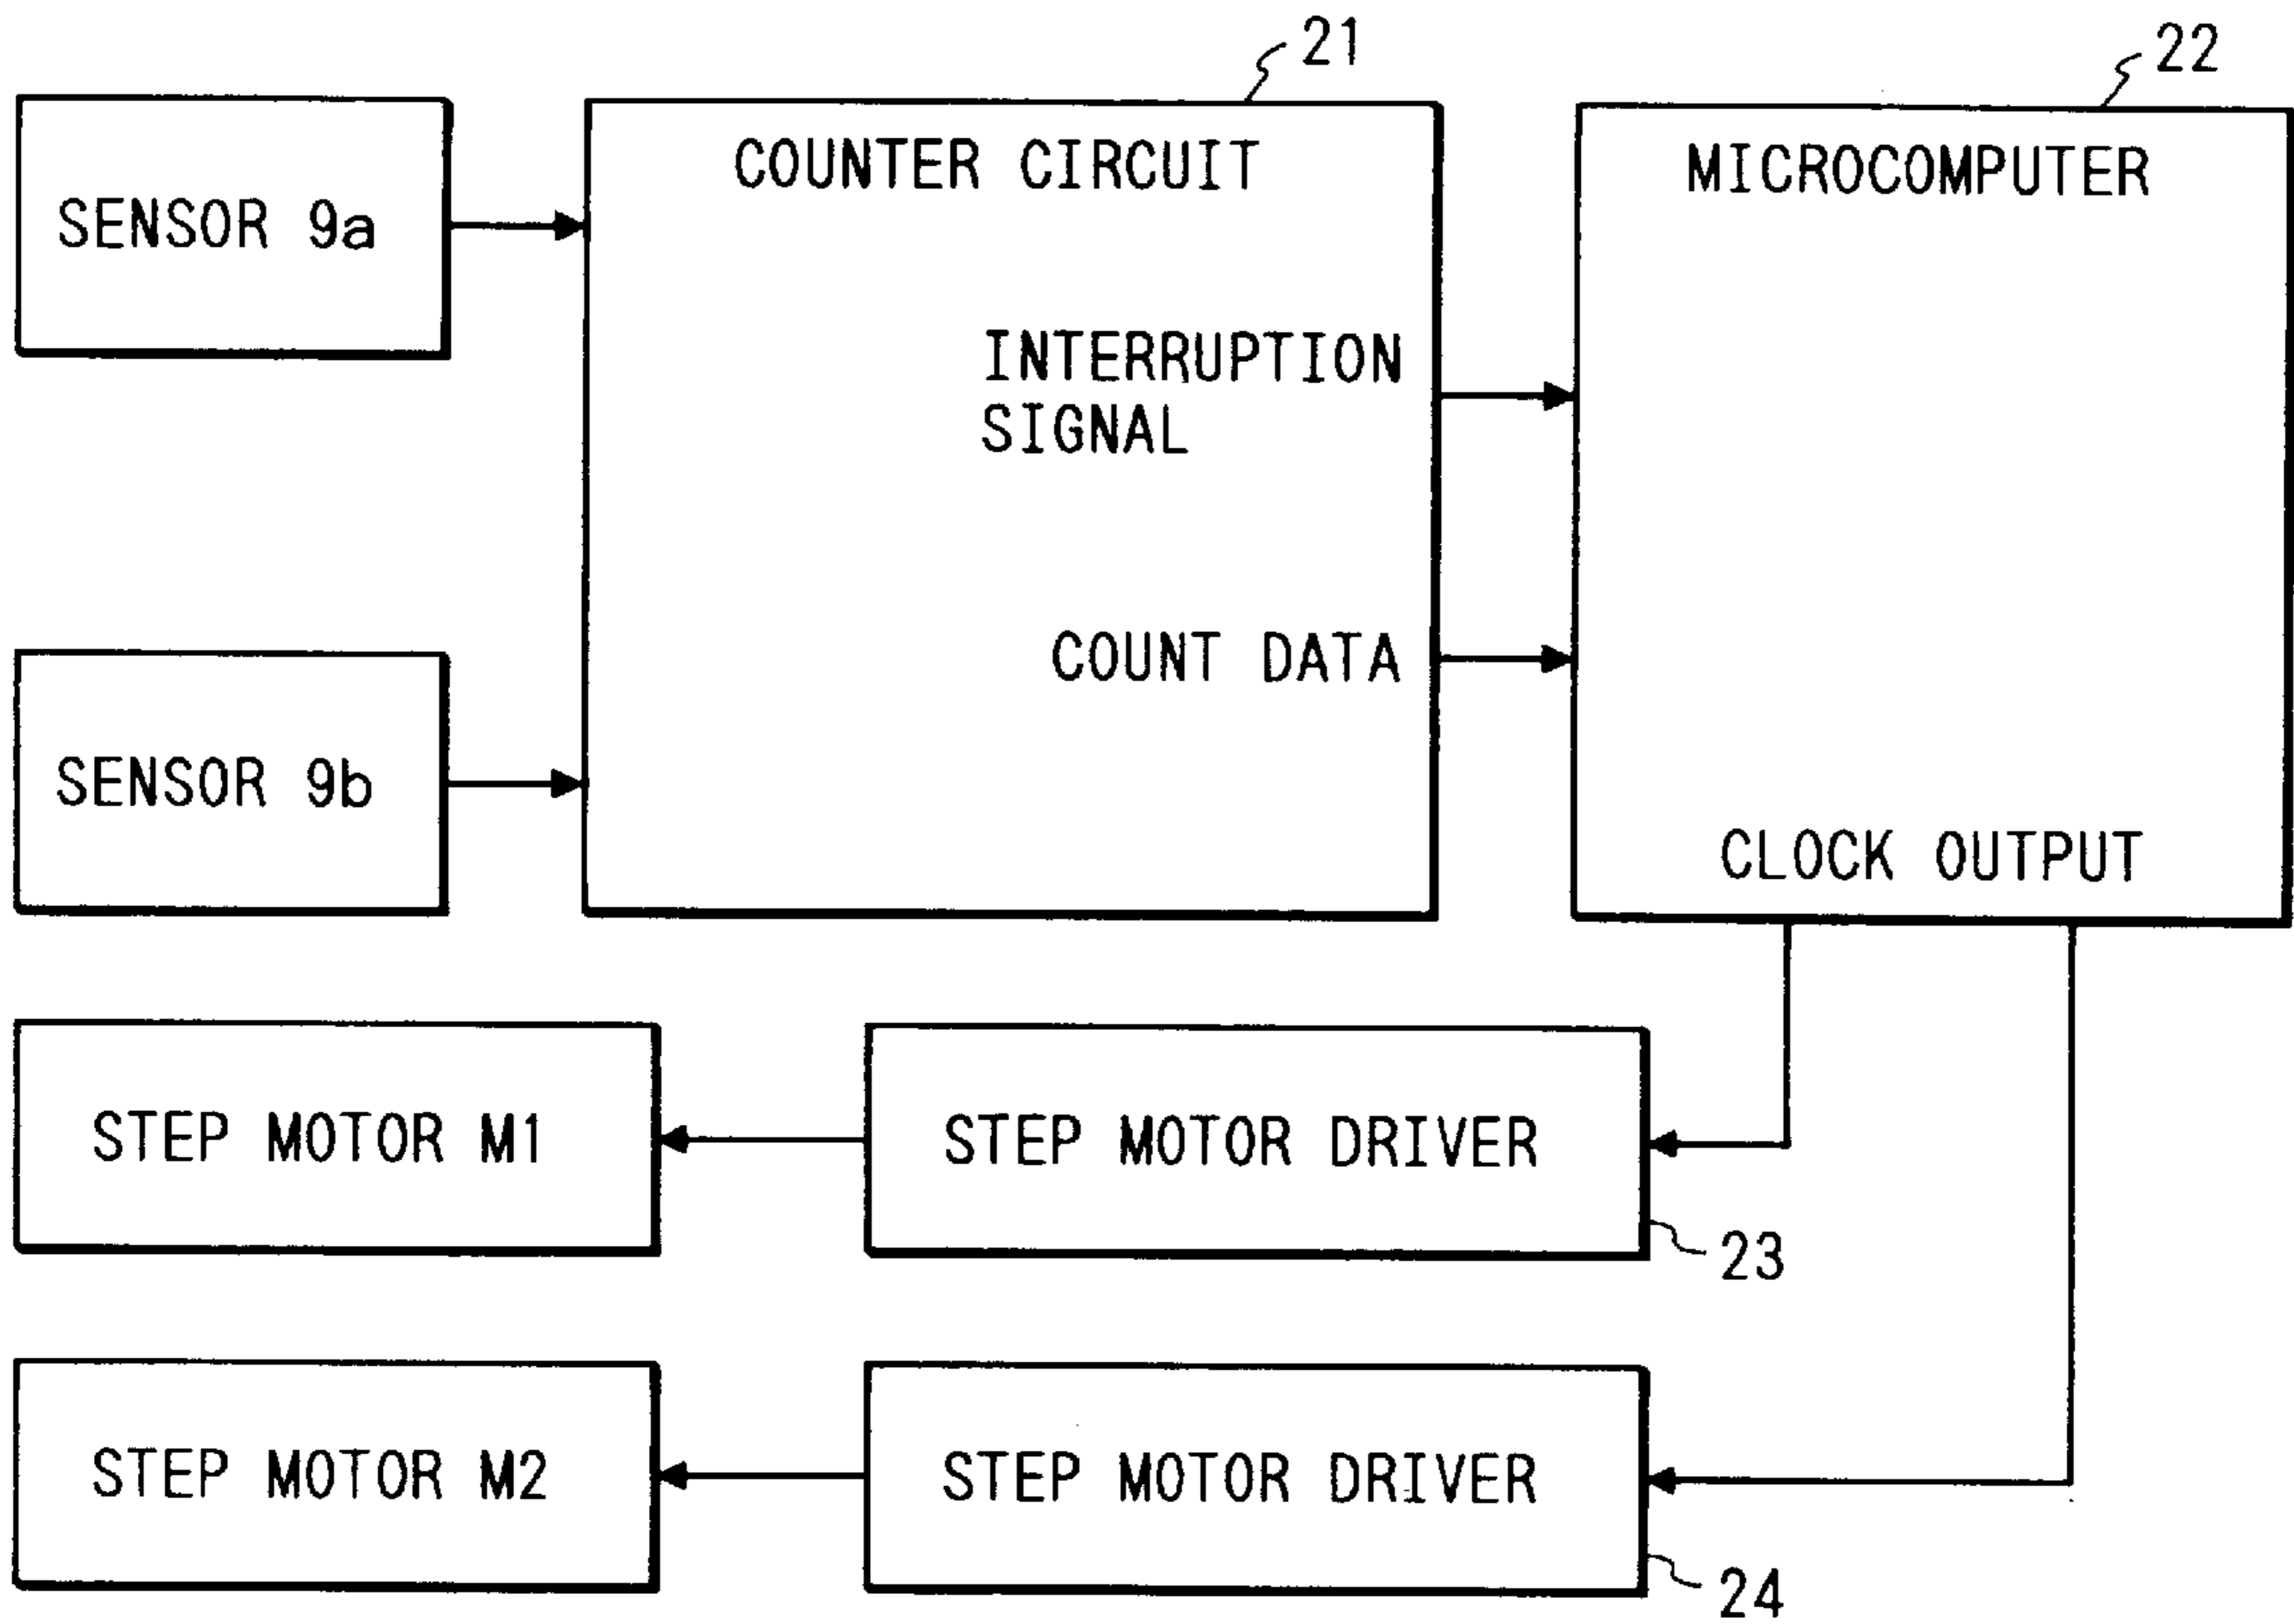 21
22
SENSOR 9a
COUNTER CIRCUIT
MICROCOMPUTER
INTERRUPTION
SIGNAL
COUNT DATA
SENSOR 9b
CLOCK OUTPUT
STEP MOTOR M1
STEP MOTOR DRIVER
23
STEP MOTOR M2
STEP MOTOR DRIVER
24